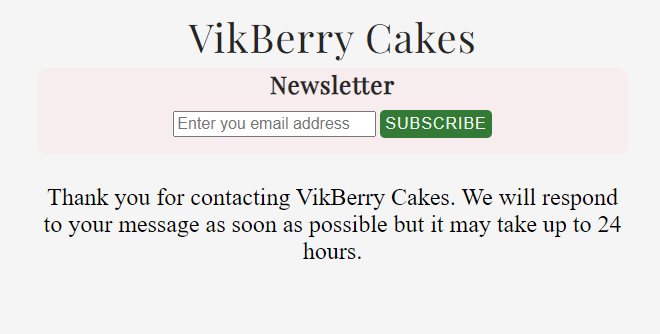 VikBerry Cakes
Newsletter
Enter you email address
SUBSCRIBE
Thank you for contacting VikBerry Cakes. We will respond
to your message as soon as possible but it may take up to 24
hours.